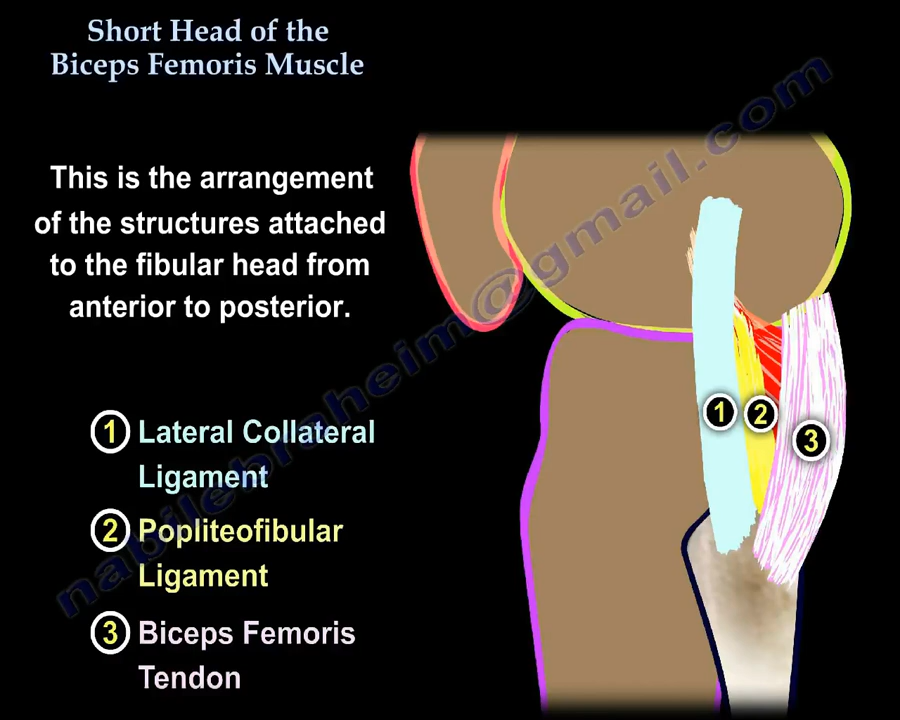 Short Head of the
Biceps Femoris Muscle
This is the arrangement
of the structures attached
to the fibular head from
anterior to posterior.
1 Lateral Collateral
Ligament
2 Popliteofibular
Ligament
3 Biceps Femoris
Tendon
1
2
3
nabilebraheim@gmail.com